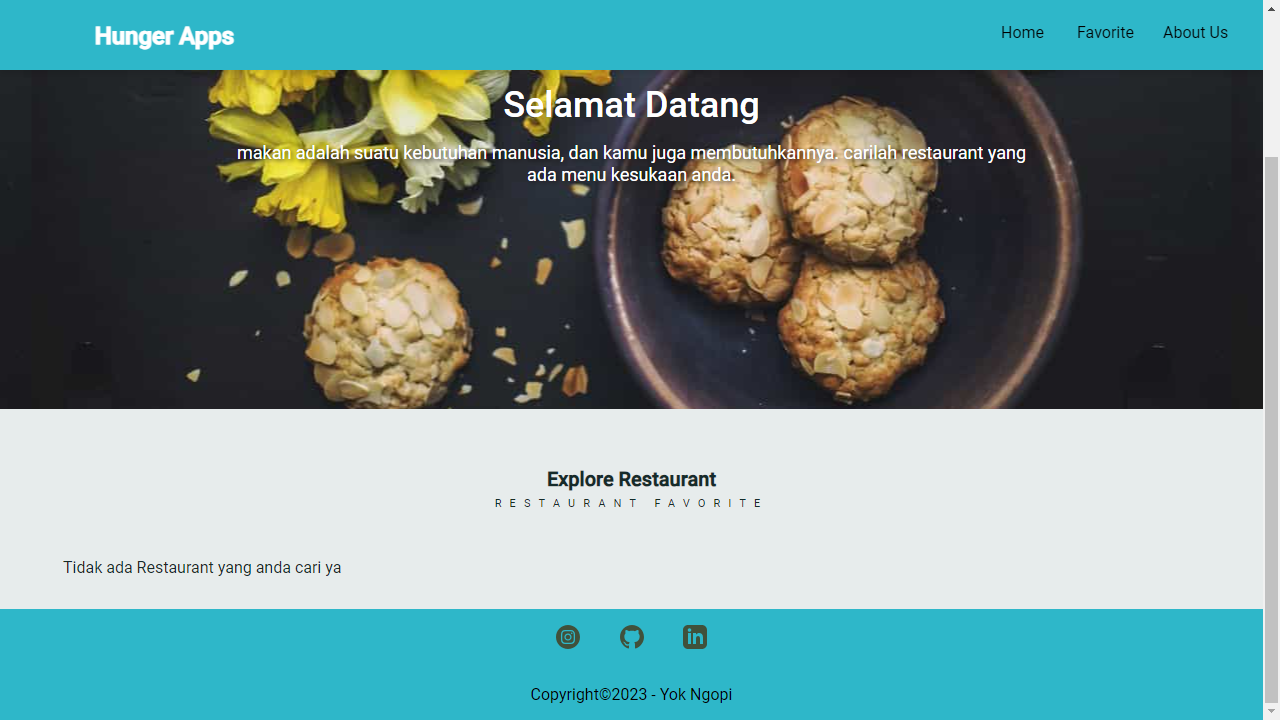 Hunger Apps
Home
Favorite
About Us
Selamat Datang
makan adalah suatu kebutuhan manusia, dan kamu juga membutuhkannya. carilah restaurant yang
ada menu kesukaan anda.
Explore Restaurant
RESTAURANT FAVORITE
Tidak ada Restaurant yang anda cari ya
Copyright©2023 - Yok Ngopi